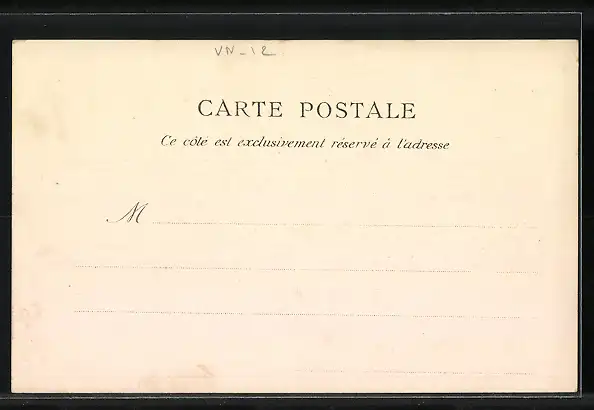 VN-12
CARTE POSTALE
Ce côté est exclusivement réservé à l'adresse
M